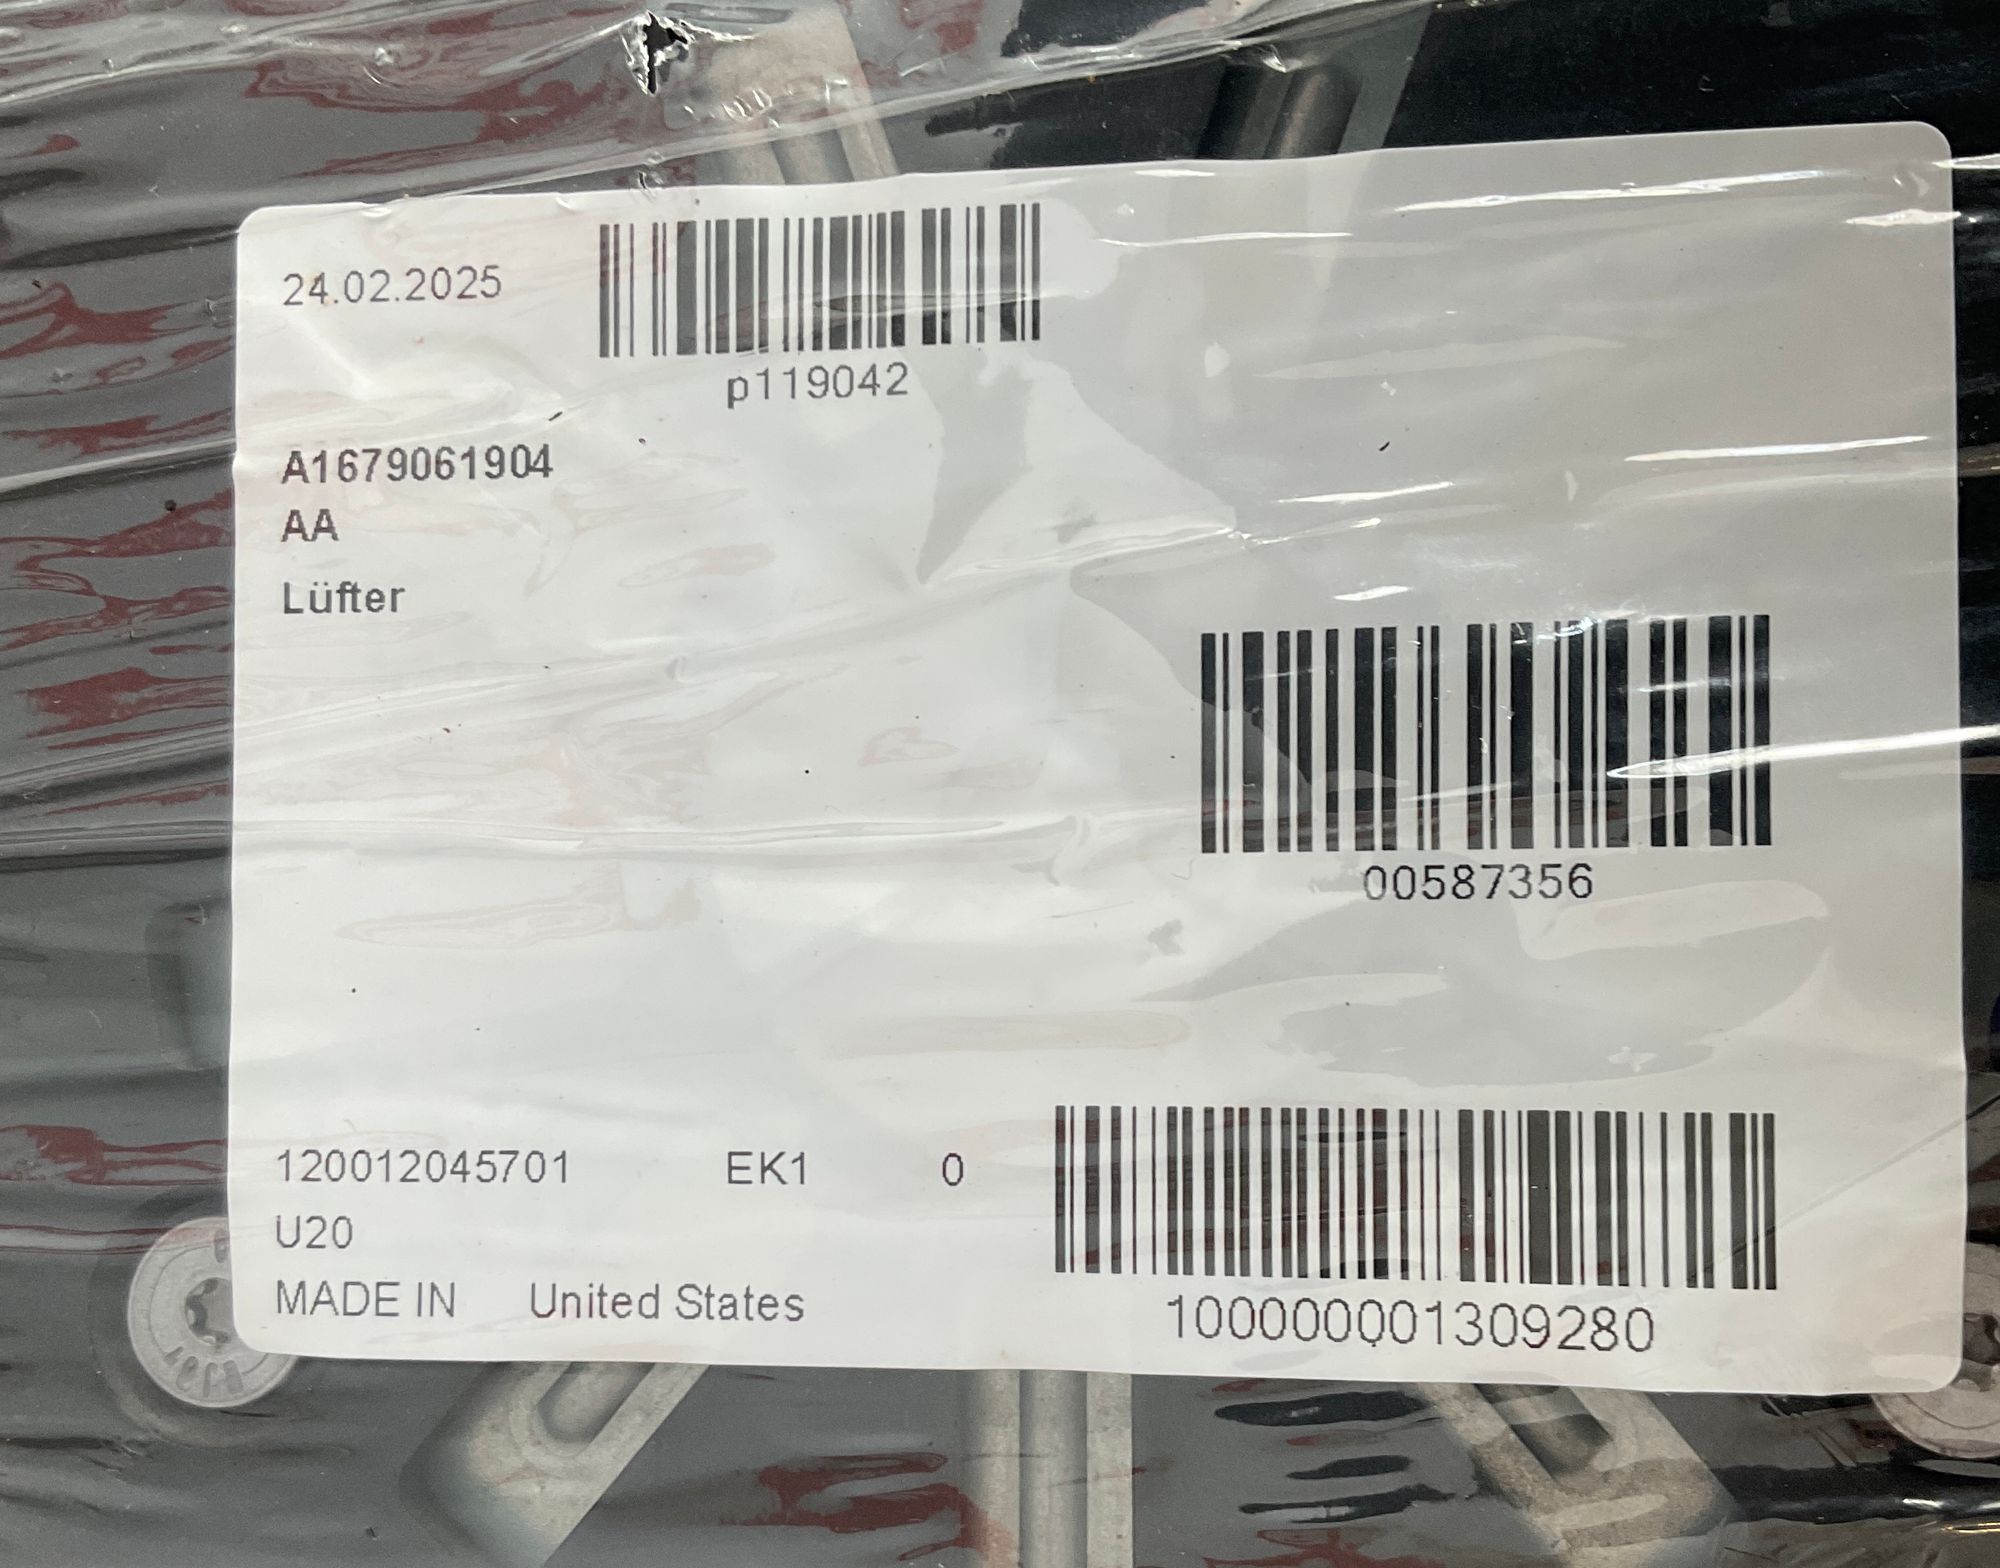 24.02.2025
p119042
A1679061904
AA
Lüfter
00587356
120012045701 EK1 0
U20
MADE IN United States
100000001309280